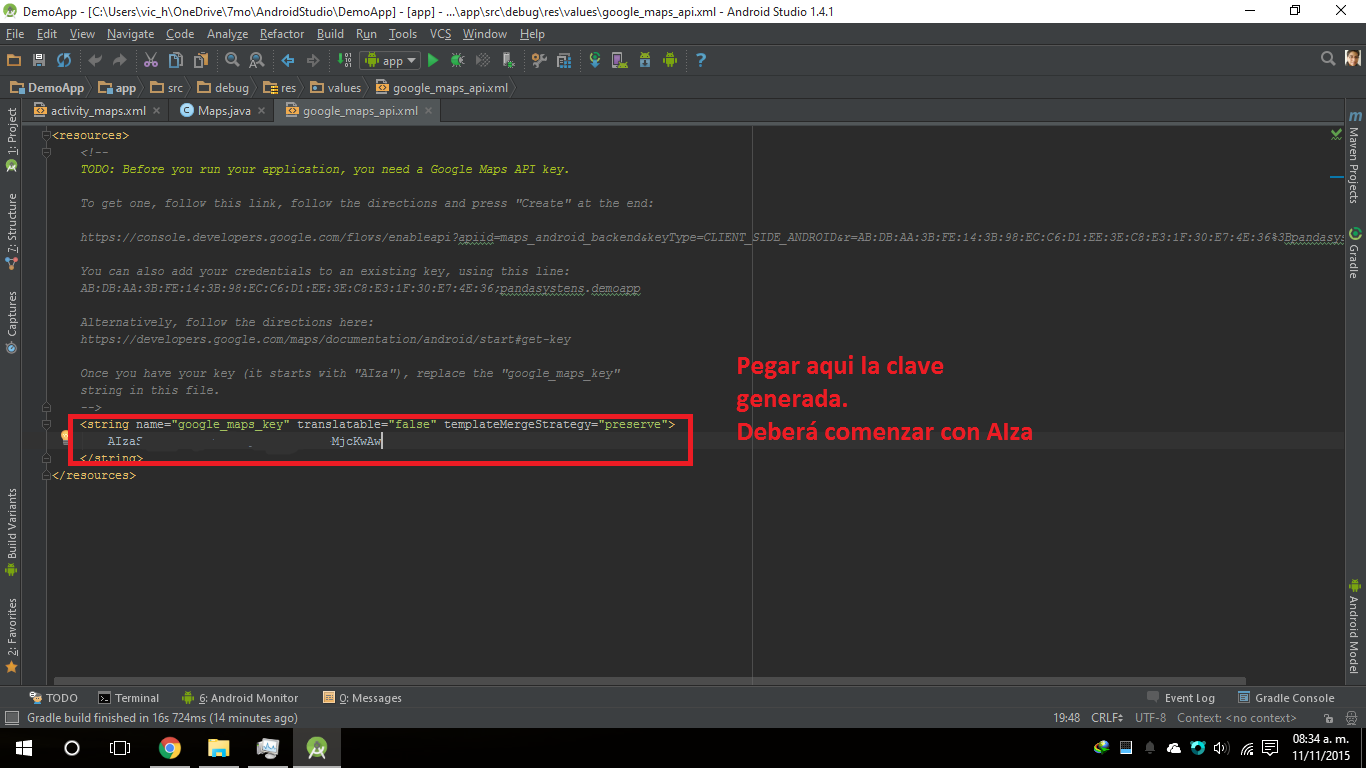 DemoApp - [C:\Users\vic_h\OneDrive\7mo\AndroidStudio\DemoApp] - [app] - ...\app\src\debug\res\values\google_maps_api.xml - Android Studio 1.4.1
File Edit View Navigate Code Analyze Refactor Build Run Tools VCS Window Help
app
DemoApp app src debug res values google_maps_api.xml
activity_maps.xml Maps.java google_maps_api.xml
1: Project
7: Structure
Captures
Build Variants
2: Favorites
<resources>
<!--
TODO: Before you run your application, you need a Google Maps API key.
To get one, follow this link, follow the directions and press "Create" at the end:
https://console.developers.google.com/flows/enableapi?apiid=maps_android_backend&keyType=CLIENT_SIDE_ANDROID&r=AB:DB:AA:3B:FE:14:3B:98:EC:C6:D1:EE:3E:C8:E3:1F:30:E7:4E:36%3Bpandasys
You can also add your credentials to an existing key, using this line:
AB:DB:AA:3B:FE:14:3B:98:EC:C6:D1:EE:3E:C8:E3:1F:30:E7:4E:36;pandasystens.demoapp
Alternatively, follow the directions here:
https://developers.google.com/maps/documentation/android/start#get-key
Once you have your key (it starts with "AIza"), replace the "google_maps_key"
string in this file.
-->
<string name="google_maps_key" translatable="false" templateMergeStrategy="preserve">
AIzaS MjcKwAw
</string>
</resources>
Pegar aqui la clave
generada.
Deberá comenzar con AIza
m
Maven Projects
Gradle
Android Model
TODO Terminal 6: Android Monitor 0: Messages Event Log Gradle Console
Gradle build finished in 16s 724ms (14 minutes ago) 19:48 CRLF UTF-8 Context: <no context>
08:34 a. m.
11/11/2015